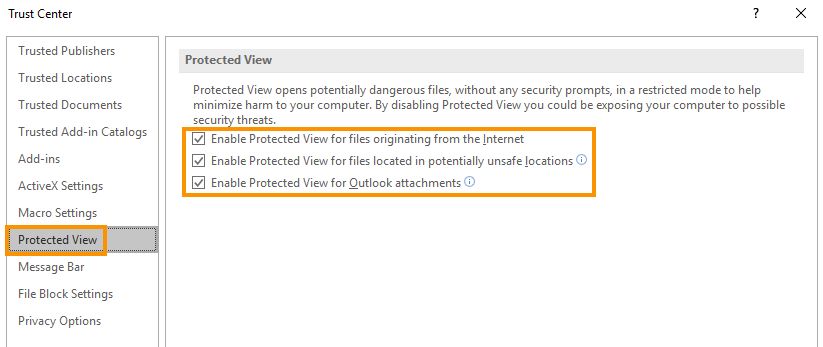 Trust Center
?
Trusted Publishers
Trusted Locations
Trusted Documents
Trusted Add-in Catalogs
Add-ins
ActiveX Settings
Macro Settings
Protected View
Message Bar
File Block Settings
Privacy Options
Protected View
Protected View opens potentially dangerous files, without any security prompts, in a restricted mode to help
minimize harm to your computer. By disabling Protected View you could be exposing your computer to possible
security threats.
Enable Protected View for files originating from the Internet
Enable Protected View for files located in potentially unsafe locations
Enable Protected View for Outlook attachments